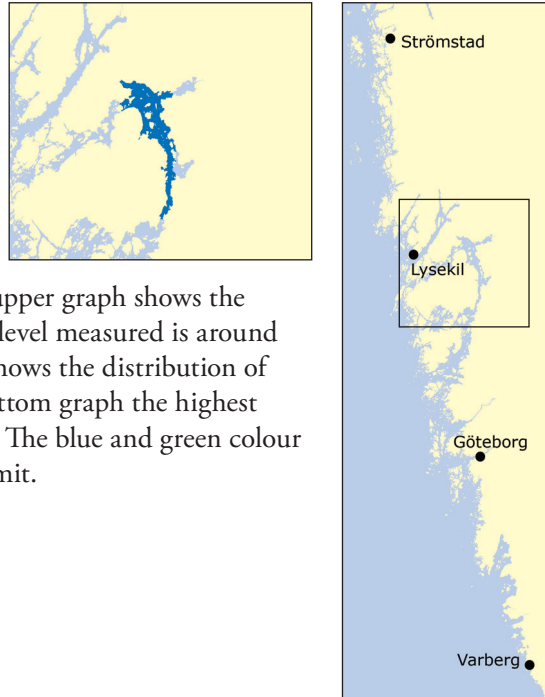 upper graph shows the
level measured is around
hows the distribution of
ttom graph the highest
The blue and green colour
mit.
Strömstad
Lysekil
Göteborg
Varberg